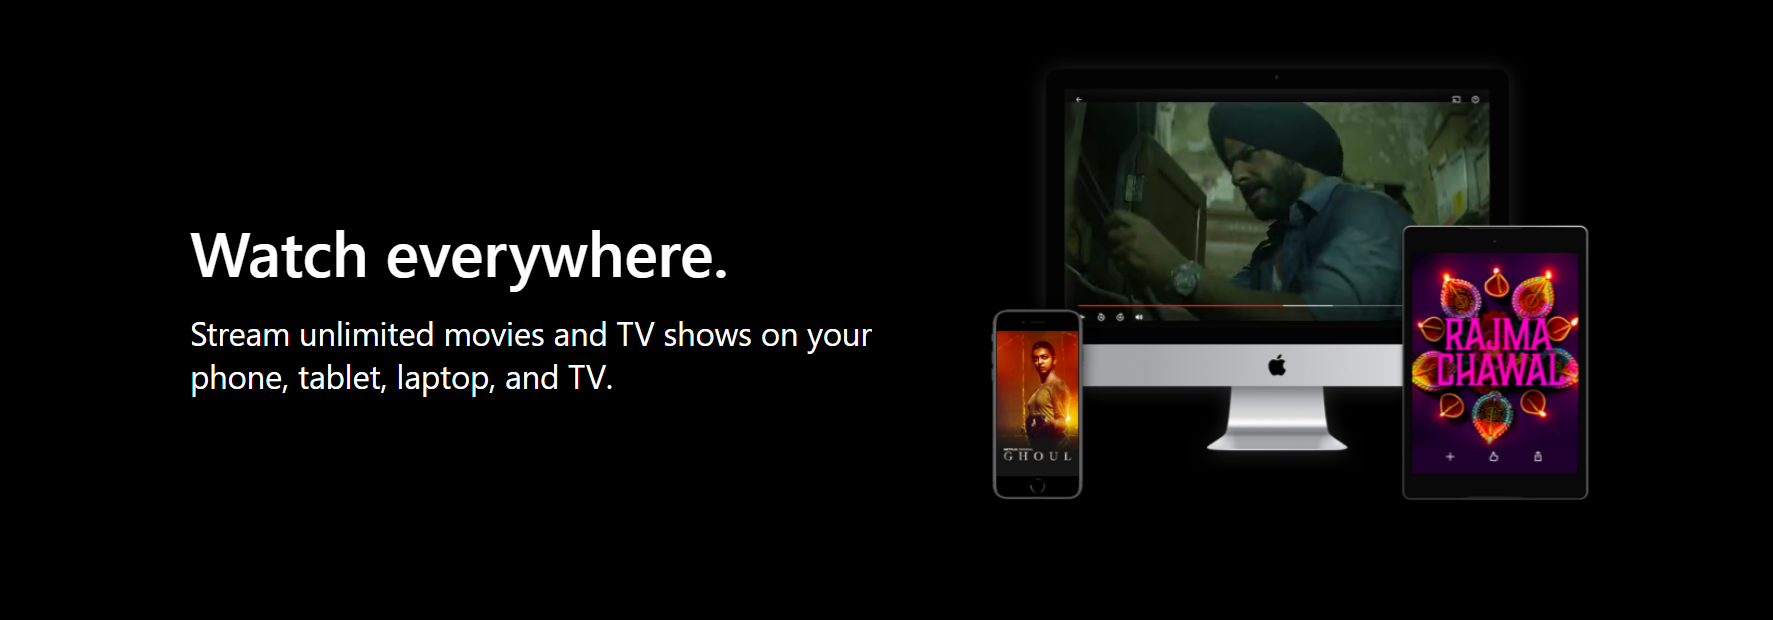 Watch everywhere.
Stream unlimited movies and TV shows on your
phone, tablet, laptop, and TV.
GHOUL
RAJMA
CHAWAL